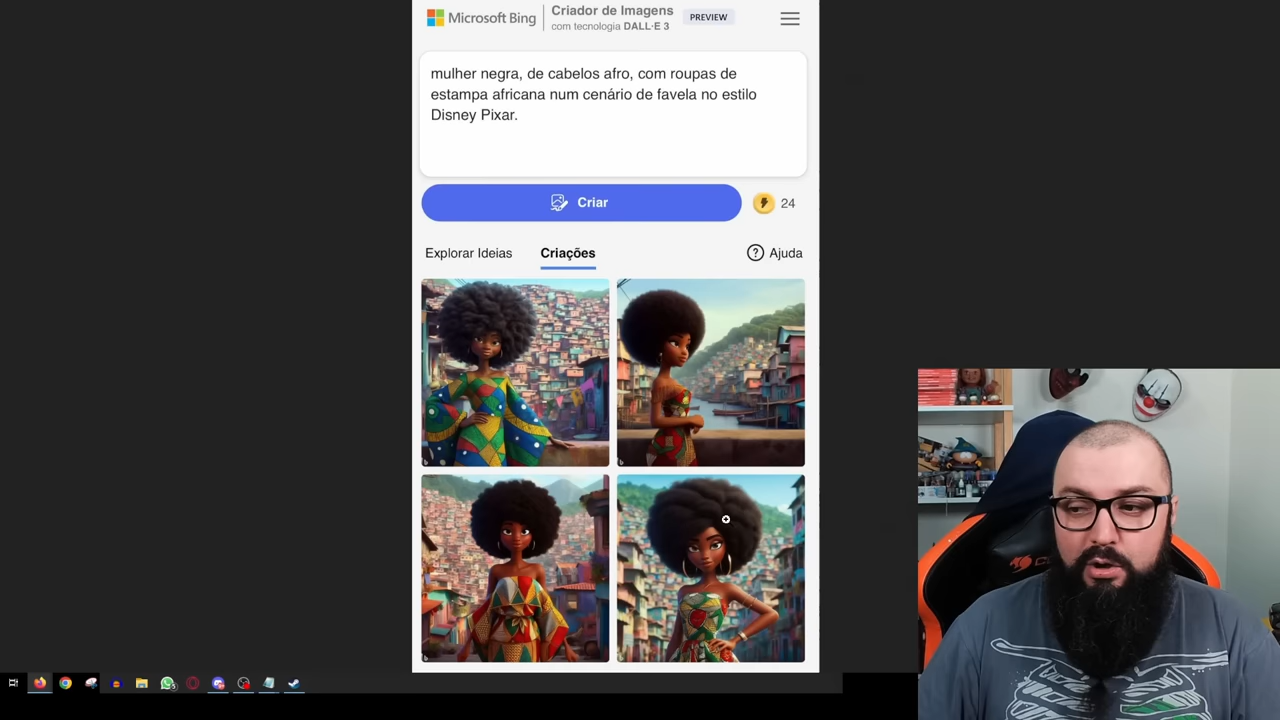 Microsoft Bing
Criador de Imagens
com tecnologia DALL·E 3
PREVIEW
mulher negra, de cabelos afro, com roupas de
estampa africana num cenário de favela no estilo
Disney Pixar.
Criar
24
Explorar Ideias
Criações
Ajuda